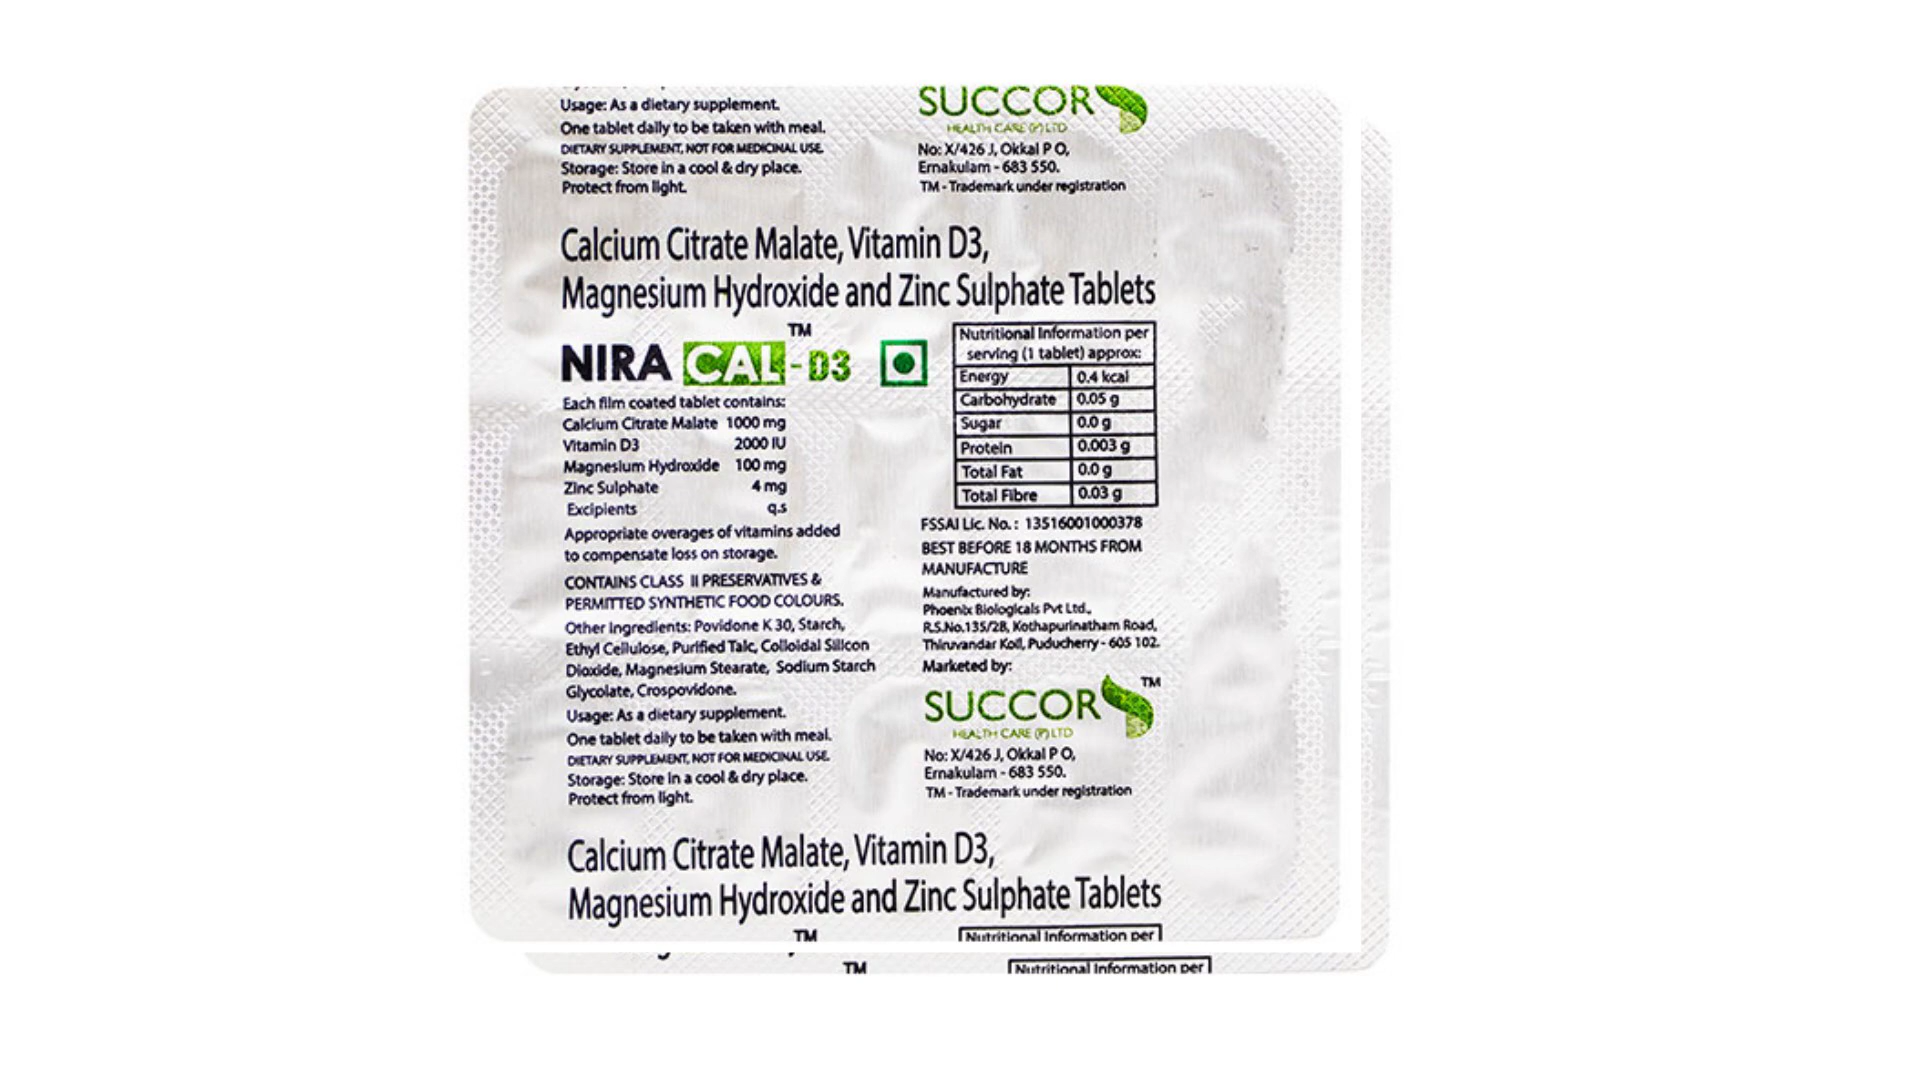 Usage: As a dietary supplement.
One tablet daily to be taken with meal.
DIETARY SUPPLEMENT, NOT FOR MEDICINAL USE.
Storage: Store in a cool & dry place.
Protect from light.
SUCCOR
HEALTH CARE (P) LTD
No: X/426 J, Okkal P O,
Ernakulam - 683 550.
TM - Trademark under registration
Calcium Citrate Malate, Vitamin D3,
Magnesium Hydroxide and Zinc Sulphate Tablets
NIRA CAL-D3 TM
Each film coated tablet contains:
Calcium Citrate Malate 1000 mg
Vitamin D3 2000 IU
Magnesium Hydroxide 100 mg
Zinc Sulphate 4 mg
Excipients q.s
Appropriate overages of vitamins added
to compensate loss on storage.
CONTAINS CLASS II PRESERVATIVES &
PERMITTED SYNTHETIC FOOD COLOURS.
Other Ingredients: Povidone K 30, Starch,
Ethyl Cellulose, Purified Talc, Colloidal Silicon
Dioxide, Magnesium Stearate, Sodium Starch
Glycolate, Crospovidone.
Usage: As a dietary supplement.
One tablet daily to be taken with meal.
DIETARY SUPPLEMENT, NOT FOR MEDICINAL USE.
Storage: Store in a cool & dry place.
Protect from light.
Nutritional Information per
serving (1 tablet) approx:
Energy 0.4 kcal
Carbohydrate 0.05 g
Sugar 0.0 g
Protein 0.003 g
Total Fat 0.0 g
Total Fibre 0.03 g
FSSAI Lic. No. : 13516001000378
BEST BEFORE 18 MONTHS FROM
MANUFACTURE
Manufactured by:
Phoenix Biologicals Pvt Ltd.,
R.S.No.135/2B, Kothapurinatham Road,
Thiruvandar Koil, Puducherry - 605 102.
Marketed by:
SUCCOR TM
HEALTH CARE (P) LTD
No: X/426 J, Okkal P O,
Ernakulam - 683 550.
TM - Trademark under registration
Calcium Citrate Malate, Vitamin D3,
Magnesium Hydroxide and Zinc Sulphate Tablets
TM
Nutritional Information per
TM
Nutritional Information per